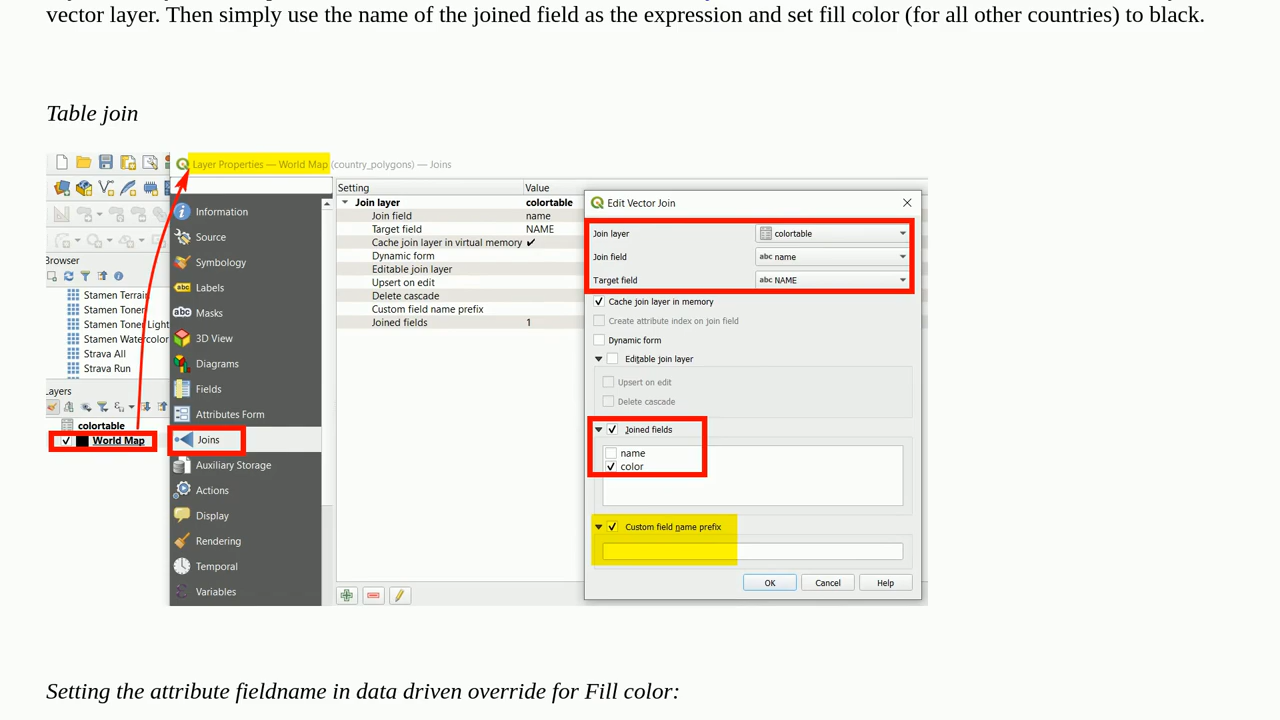 vector layer. Then simply use the name of the joined field as the expression and set fill color (for all other countries) to black.
Table join
Layer Properties — World Map (country_polygons) — Joins
Browser
Stamen Terrain
Stamen Toner
Stamen Toner Light
Stamen Watercolor
Strava All
Strava Run
Layers
colortable
World Map
Information
Source
Symbology
abc Labels
abc Masks
3D View
Diagrams
Fields
Attributes Form
Joins
Auxiliary Storage
Actions
Display
Rendering
Temporal
Variables
Setting Value
Join layer colortable
Join field name
Target field NAME
Cache join layer in virtual memory ✔
Dynamic form
Editable join layer
Upsert on edit
Delete cascade
Custom field name prefix
Joined fields 1
Edit Vector Join
Join layer colortable
Join field abc name
Target field abc NAME
Cache join layer in memory
Create attribute index on join field
Dynamic form
Editable join layer
Upsert on edit
Delete cascade
Joined fields
name
color
Custom field name prefix
OK Cancel Help
Setting the attribute fieldname in data driven override for Fill color: